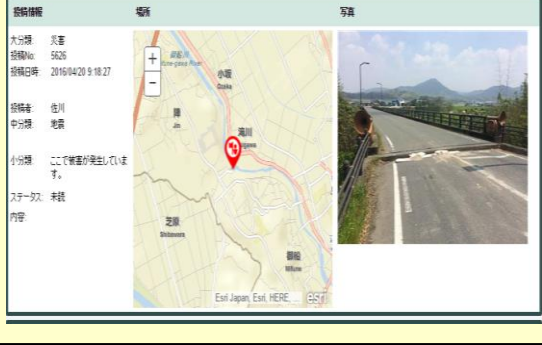 投稿情報
場所
写真
大分類: 災害
投稿No: 5626
投稿日時: 2016/04/20 9:18:27
投稿者: 佐川
中分類: 地震
小分類: ここで被害が発生していま
す。
ステータス: 未読
内容:
+
−
御船川
小坂
Ozaka
陣
Jin
滝川
芝原
Shibawara
御船
Mifune
Esri Japan, Esri, HERE, ...
esri